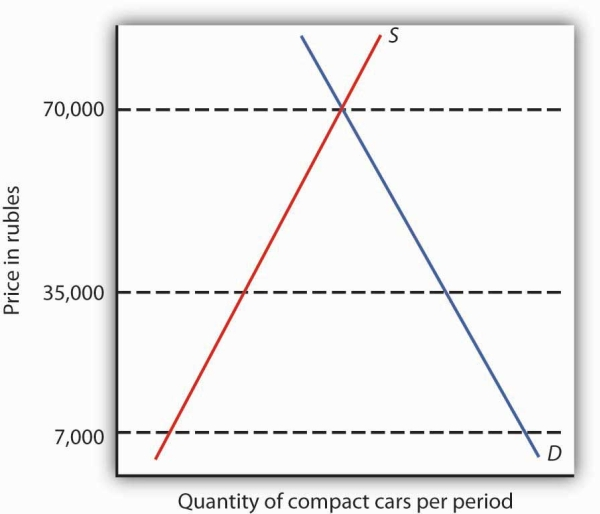 S
70,000
Price in rubles
35,000
7,000
D
Quantity of compact cars per period